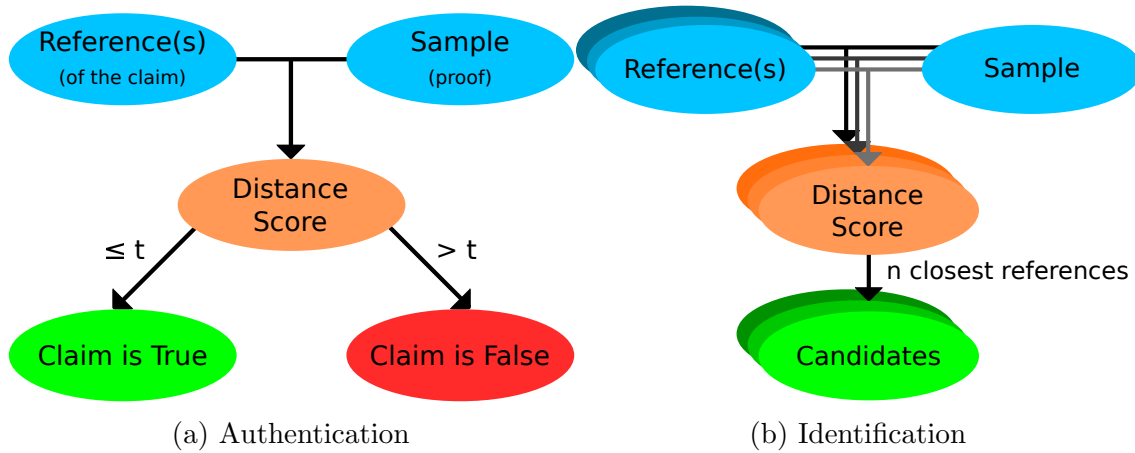 Reference(s)
(of the claim)
Sample
(proof)
Distance
Score
≤ t
> t
Claim is True
Claim is False
(a) Authentication
Reference(s)
Sample
Distance
Score
n closest references
Candidates
(b) Identification